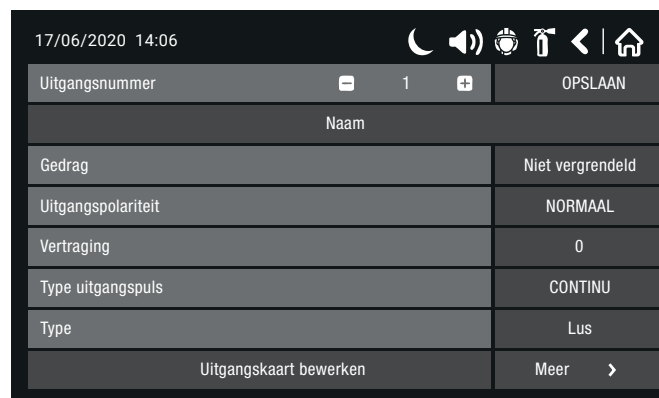 17/06/2020 14:06
Uitgangsnummer 1 OPSLAAN
Naam
Gedrag Niet vergrendeld
Uitgangspolariteit NORMAAL
Vertraging 0
Type uitgangspuls CONTINU
Type Lus
Uitgangskaart bewerken Meer